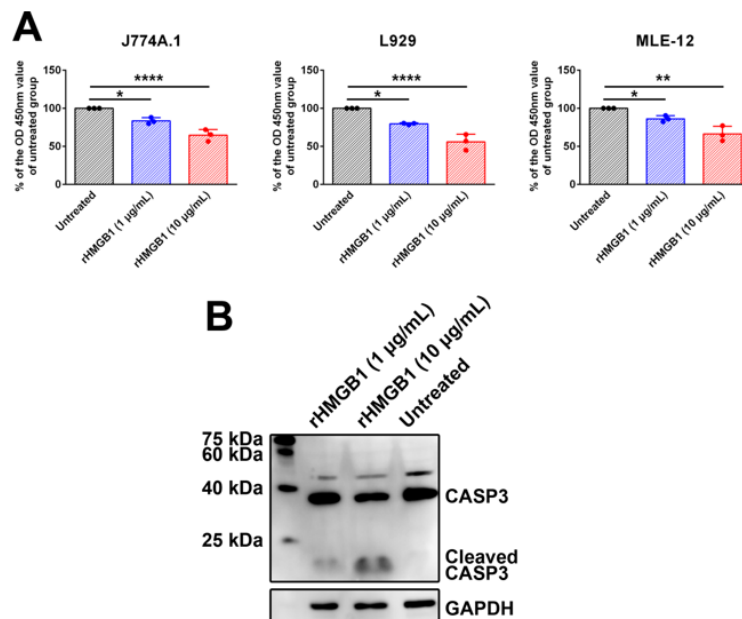 A
J774A.1
L929
MLE-12
% of the OD 450nm value
of untreated group
150
100
50
0
****
*
Untreated
rHMGB1 (1 µg/mL)
rHMGB1 (10 µg/mL)
% of the OD 450nm value
of untreated group
150
100
50
0
****
*
Untreated
rHMGB1 (1 µg/mL)
rHMGB1 (10 µg/mL)
% of the OD 450nm value
of untreated group
150
100
50
0
**
*
Untreated
rHMGB1 (1 µg/mL)
rHMGB1 (10 µg/mL)
B
rHMGB1 (1 µg/mL)
rHMGB1 (10 µg/mL)
Untreated
75 kDa
60 kDa
40 kDa
25 kDa
CASP3
Cleaved
CASP3
GAPDH